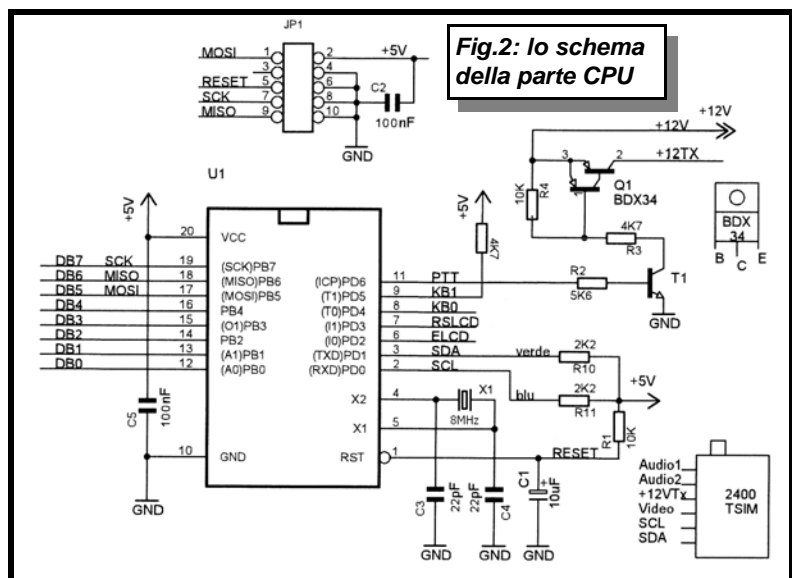 Fig.2: lo schema
della parte CPU
JP1
MOSI 1 2 +5V
3 4
RESET 5 6
SCK 7 8
MISO 9 10
C2
100nF
GND
+12V
+12V
3 2 +12TX
1
Q1
BDX34
10K
R4
4K7
R3
BDX
34
B C E
U1
+5V
+5V
4K7
20 VCC
DB7 SCK 19 (SCK)PB7
DB6 MISO 18 (MISO)PB6
DB5 MOSI 17 (MOSI)PB5
DB4 16 PB4
DB3 15 (O1)PB3
DB2 14 PB2
DB1 13 (A1)PB1
DB0 12 (A0)PB0
(ICP)PD6 11 PTT
(T1)PD5 9 KB1
(T0)PD4 8 KB0
(I1)PD3 7 RSLCD
(I0)PD2 6 ELCD
(TXD)PD1 3 SDA verde
(RXD)PD0 2 SCL blu
R2
5K6
T1
GND
2K2
R10
2K2
R11
+5V
X2 4
X1
8MHz
X1 5
C5
100nF
10 GND
RST 1 RESET
R1
10K
GND
C3
22pF
22pF
C4
C1
+
10uF
GND GND GND
Audio1
Audio2
+12VTx
Video
SCL
SDA
2400
TSIM